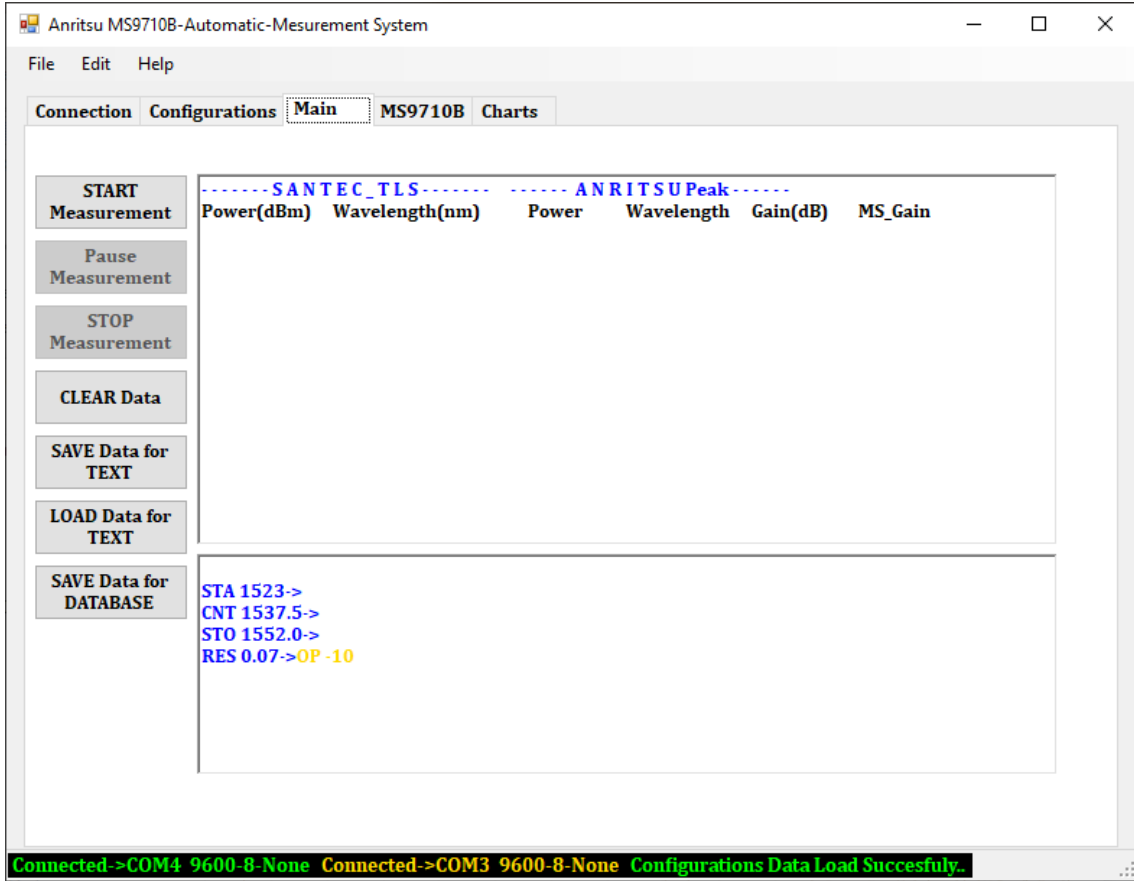 Anritsu MS9710B-Automatic-Mesurement System
File Edit Help
Connection Configurations Main MS9710B Charts
START
Measurement
Pause
Measurement
STOP
Measurement
CLEAR Data
SAVE Data for
TEXT
LOAD Data for
TEXT
SAVE Data for
DATABASE
- - - - - - - S A N T E C _ T L S - - - - - - - - - - - - - A N R I T S U Peak - - - - - -
Power(dBm) Wavelength(nm) Power Wavelength Gain(dB) MS_Gain
STA 1523->
CNT 1537.5->
STO 1552.0->
RES 0.07->OP -10
Connected->COM4 9600-8-None Connected->COM3 9600-8-None Configurations Data Load Succesfuly..